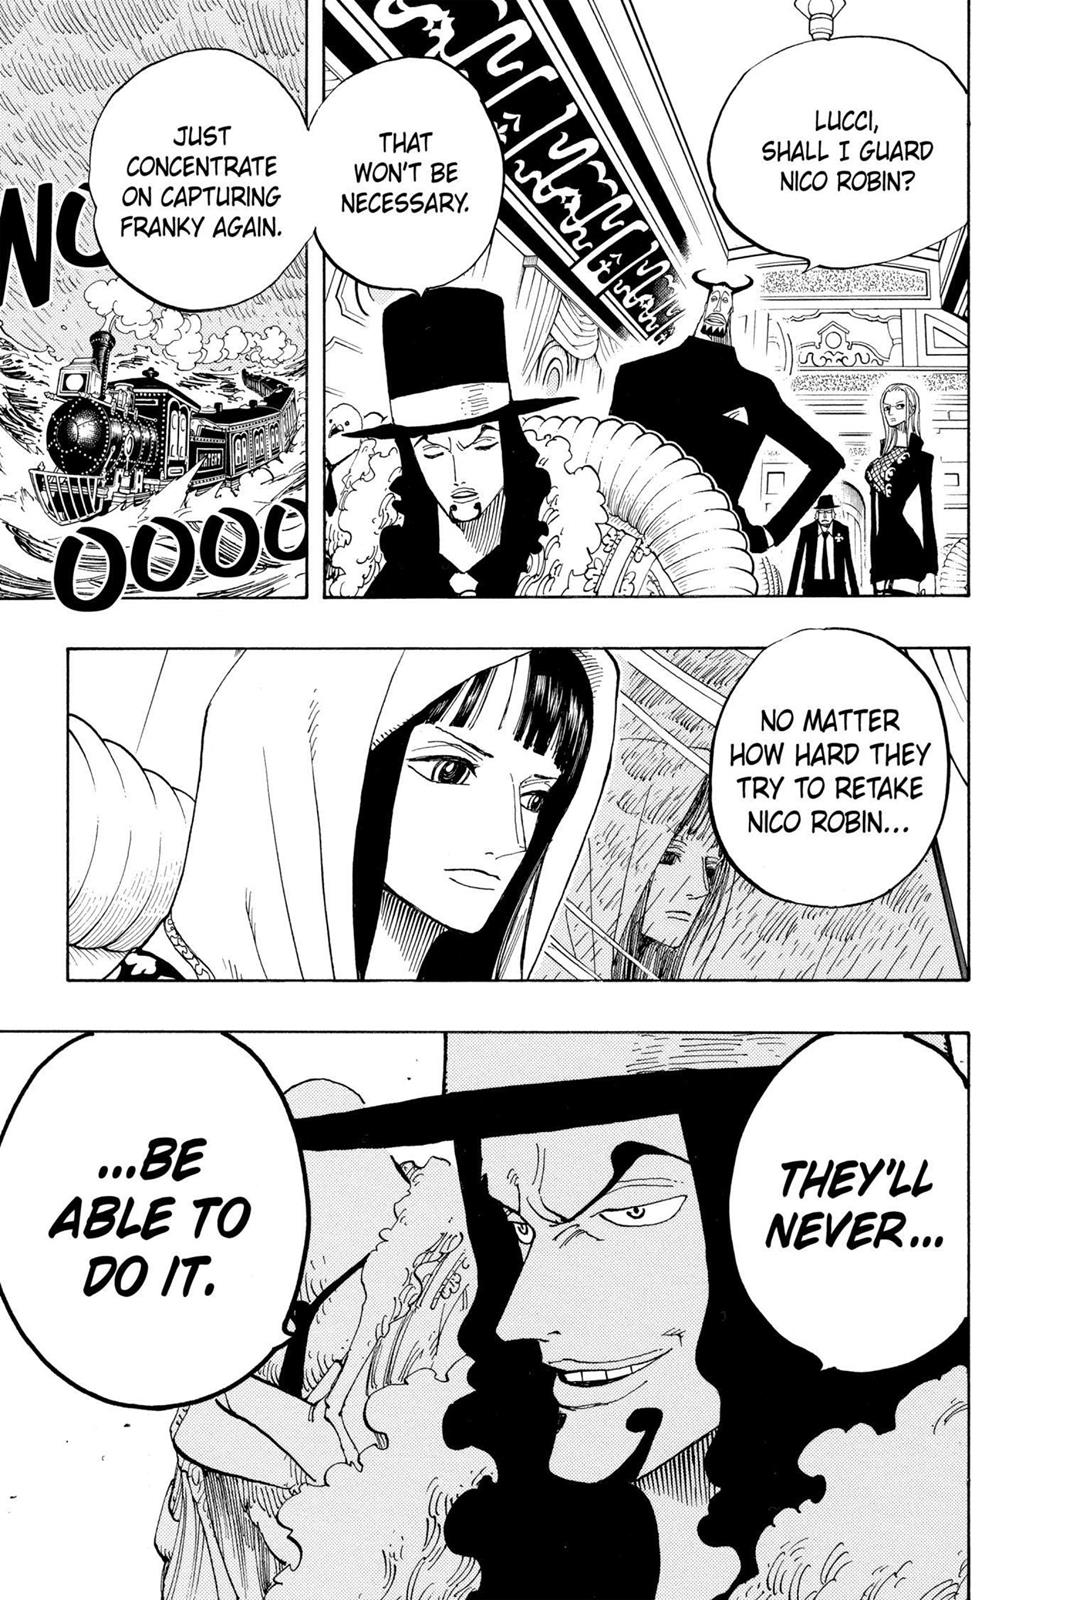 LUCCI,
SHALL I GUARD
NICO ROBIN?
THAT
WON'T BE
NECESSARY.
JUST
CONCENTRATE
ON CAPTURING
FRANKY AGAIN.
OOOO
NO MATTER
HOW HARD THEY
TRY TO RETAKE
NICO ROBIN...
THEY'LL
NEVER...
...BE
ABLE TO
DO IT.